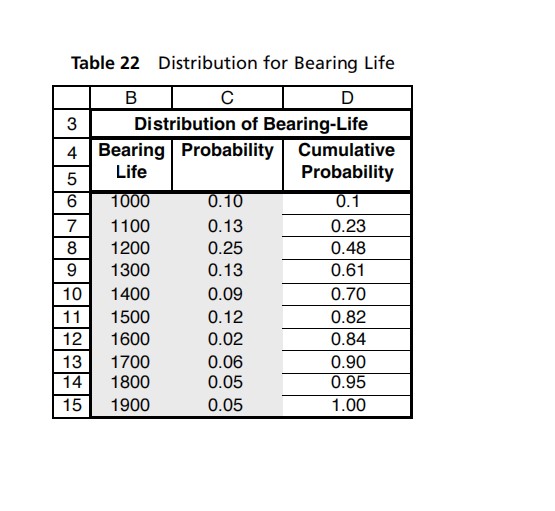 Table 22 Distribution for Bearing Life
B C D
3 Distribution of Bearing-Life
4 Bearing Probability Cumulative
5 Life Probability
6 1000 0.10 0.1
7 1100 0.13 0.23
8 1200 0.25 0.48
9 1300 0.13 0.61
10 1400 0.09 0.70
11 1500 0.12 0.82
12 1600 0.02 0.84
13 1700 0.06 0.90
14 1800 0.05 0.95
15 1900 0.05 1.00